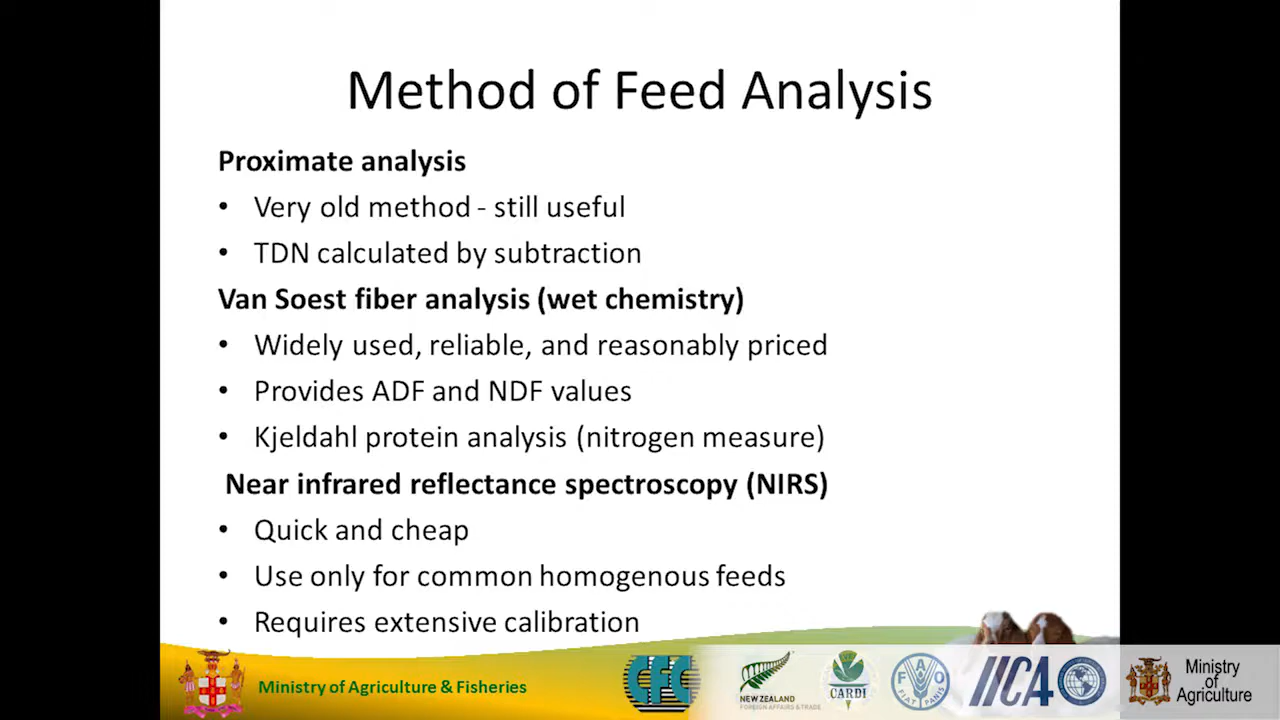 Method of Feed Analysis
Proximate analysis
• Very old method - still useful
• TDN calculated by subtraction
Van Soest fiber analysis (wet chemistry)
• Widely used, reliable, and reasonably priced
• Provides ADF and NDF values
• Kjeldahl protein analysis (nitrogen measure)
Near infrared reflectance spectroscopy (NIRS)
• Quick and cheap
• Use only for common homogenous feeds
• Requires extensive calibration
Ministry of Agriculture & Fisheries
CFC
NEW ZEALAND
FOREIGN AFFAIRS & TRADE
CARDI
FAO
FIAT PANIS
IICA
Ministry
of
Agriculture